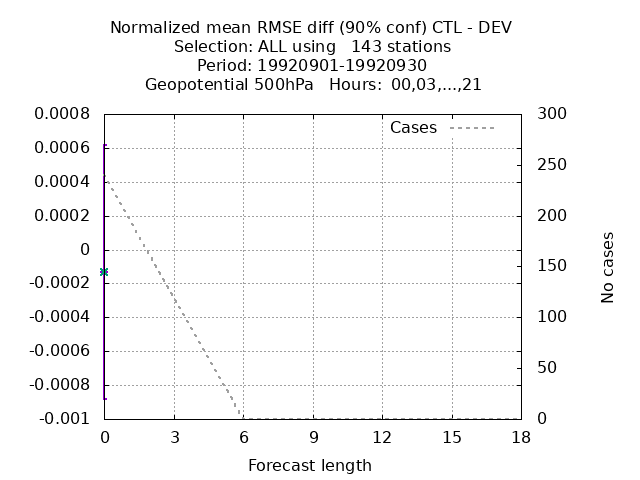 Normalized mean RMSE diff (90% conf) CTL - DEV
Selection: ALL using   143 stations
Period: 19920901-19920930
Geopotential 500hPa   Hours: 00,03,...,21
Cases
0.0008
0.0006
0.0004
0.0002
0
-0.0002
-0.0004
-0.0006
-0.0008
-0.001
300
250
200
150
100
50
0
No cases
0 3 6 9 12 15 18
Forecast length